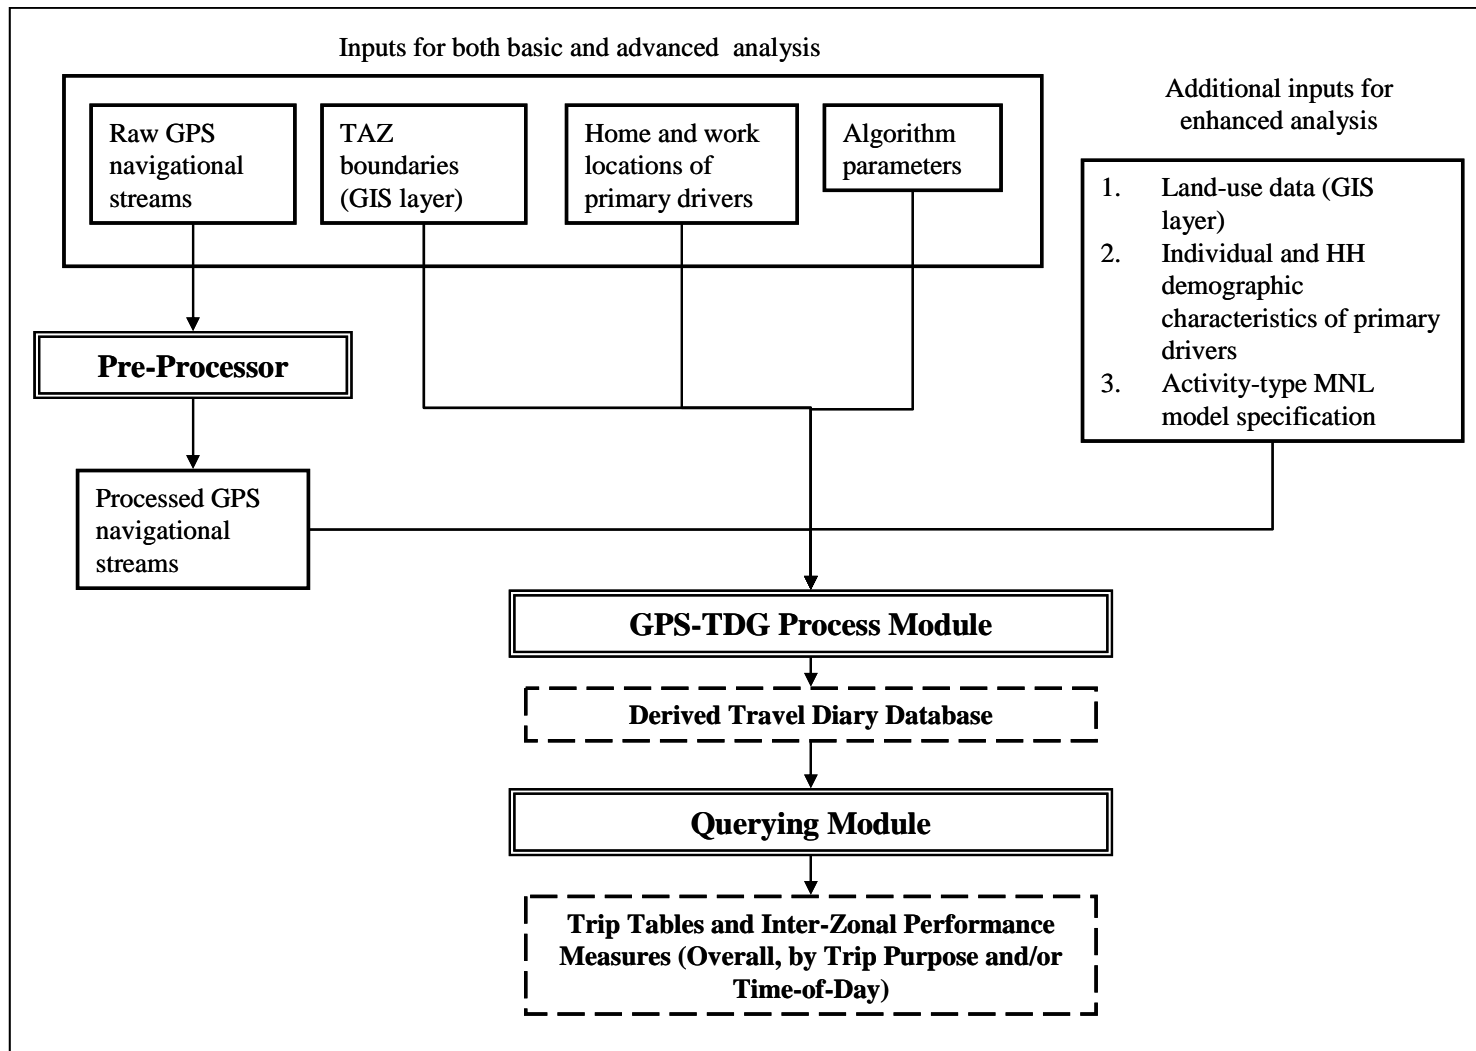 Inputs for both basic and advanced analysis
Raw GPS
navigational
streams
TAZ
boundaries
(GIS layer)
Home and work
locations of
primary drivers
Algorithm
parameters
Additional inputs for
enhanced analysis
1. Land-use data (GIS
layer)
2. Individual and HH
demographic
characteristics of primary
drivers
3. Activity-type MNL
model specification
Pre-Processor
Processed GPS
navigational
streams
GPS-TDG Process Module
Derived Travel Diary Database
Querying Module
Trip Tables and Inter-Zonal Performance
Measures (Overall, by Trip Purpose and/or
Time-of-Day)